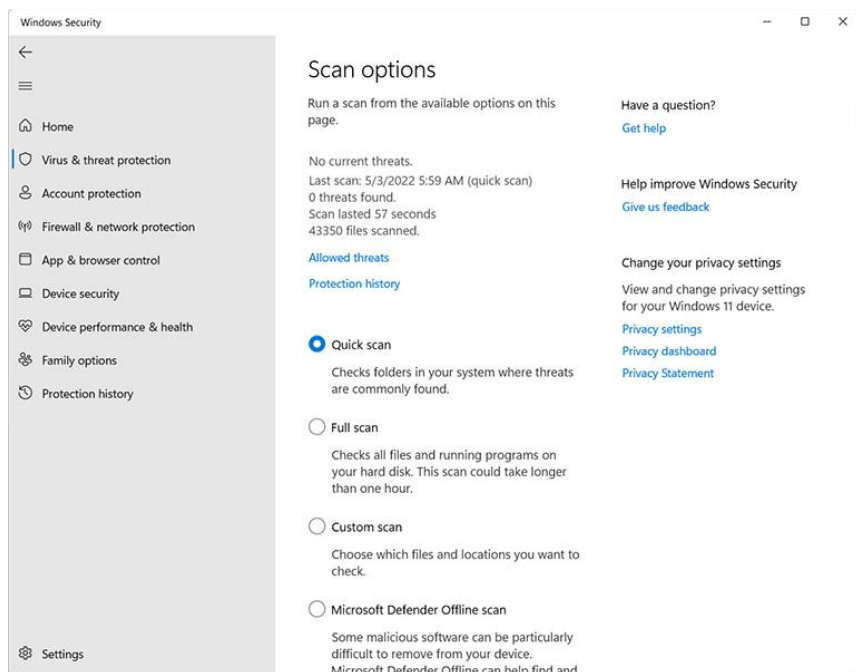 Windows Security
Home
Virus & threat protection
Account protection
Firewall & network protection
App & browser control
Device security
Device performance & health
Family options
Protection history
Settings
Scan options
Run a scan from the available options on this
page.
No current threats.
Last scan: 5/3/2022 5:59 AM (quick scan)
0 threats found.
Scan lasted 57 seconds
43350 files scanned.
Allowed threats
Protection history
Quick scan
Checks folders in your system where threats
are commonly found.
Full scan
Checks all files and running programs on
your hard disk. This scan could take longer
than one hour.
Custom scan
Choose which files and locations you want to
check.
Microsoft Defender Offline scan
Some malicious software can be particularly
difficult to remove from your device.
Microsoft Defender Offline can help find and
Have a question?
Get help
Help improve Windows Security
Give us feedback
Change your privacy settings
View and change privacy settings
for your Windows 11 device.
Privacy settings
Privacy dashboard
Privacy Statement